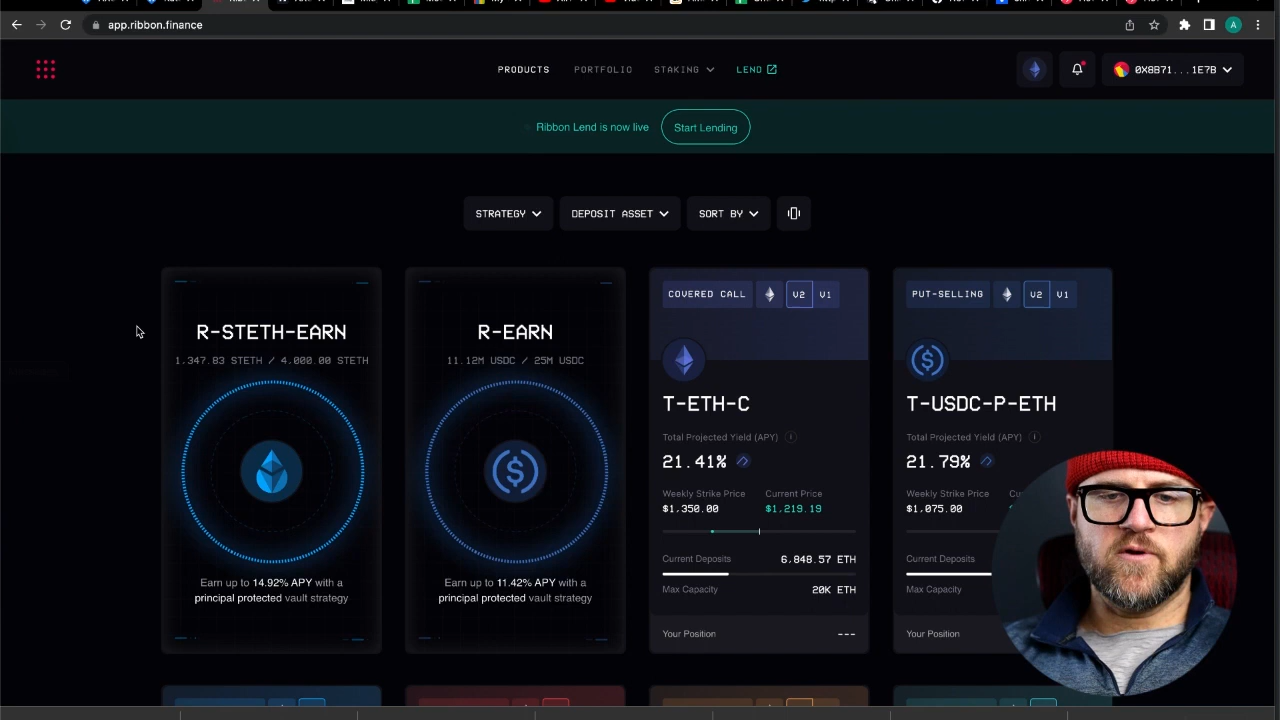 app.ribbon.finance
A
PRODUCTS PORTFOLIO STAKING LEND 0X8B71...1E7B
Ribbon Lend is now live Start Lending
STRATEGY DEPOSIT ASSET SORT BY
R-STETH-EARN
1,347.83 STETH / 4,000.00 STETH
Earn up to 14.92% APY with a
principal protected vault strategy
R-EARN
11.12M USDC / 25M USDC
Earn up to 11.42% APY with a
principal protected vault strategy
COVERED CALL V2 V1
T-ETH-C
Total Projected Yield (APY)
21.41%
Weekly Strike Price Current Price
$1,350.00 $1,219.19
Current Deposits 6,848.57 ETH
Max Capacity 20K ETH
Your Position ---
PUT-SELLING V2 V1
T-USDC-P-ETH
Total Projected Yield (APY)
21.79%
Weekly Strike Price
$1,075.00
Current Deposits
Max Capacity
Your Position